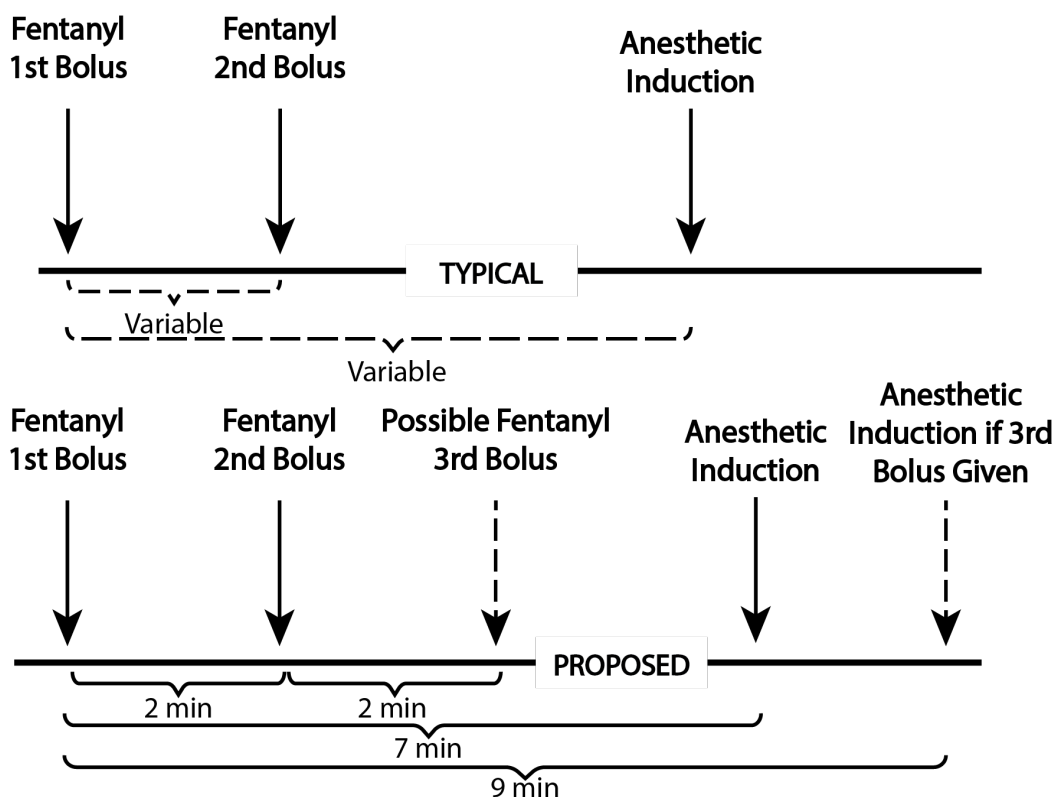 Fentanyl
1st Bolus
Fentanyl
2nd Bolus
Anesthetic
Induction
TYPICAL
Variable
Variable
Fentanyl
1st Bolus
Fentanyl
2nd Bolus
Possible Fentanyl
3rd Bolus
Anesthetic
Induction
Anesthetic
Induction if 3rd
Bolus Given
PROPOSED
2 min
2 min
7 min
9 min